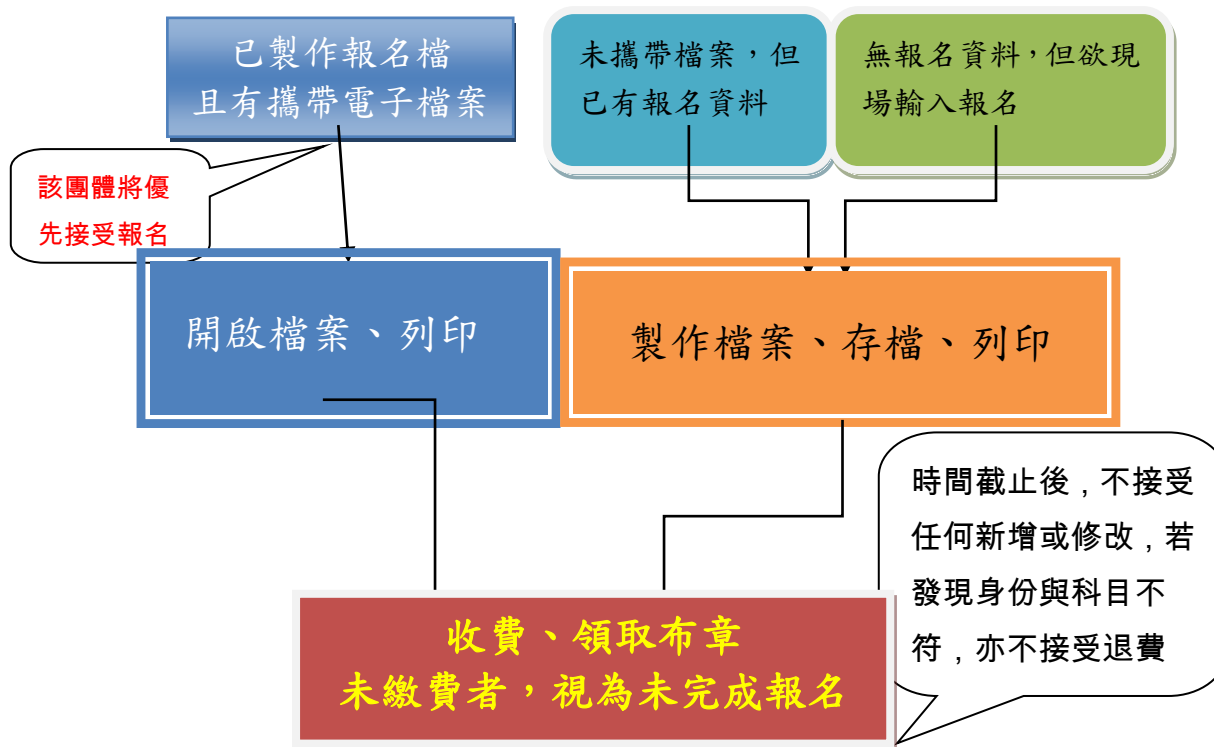 已製作報名檔
且有攜帶電子檔案
未攜帶檔案，但
已有報名資料
無報名資料，但欲現
場輸入報名
該團體將優
先接受報名
開啟檔案、列印
製作檔案、存檔、列印
時間截止後，不接受
任何新增或修改，若
發現身份與科目不
符，亦不接受退費
收費、領取布章
未繳費者，視為未完成報名